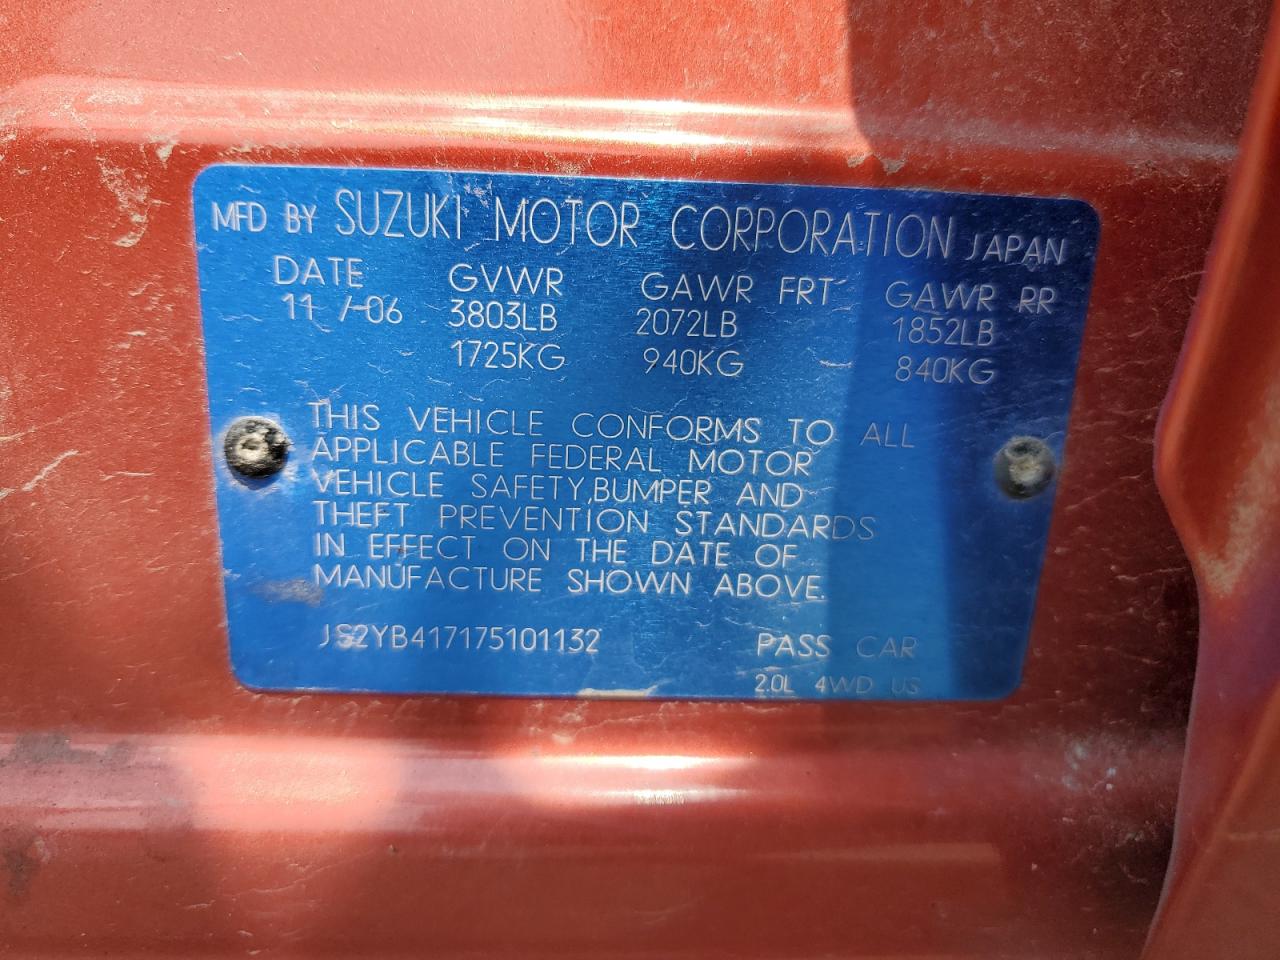 MFD BY SUZUKI MOTOR CORPORATION JAPAN
DATE GVWR GAWR FRT GAWR RR
11 /-06 3803LB 2072LB 1852LB
1725KG 940KG 840KG
THIS VEHICLE CONFORMS TO ALL
APPLICABLE FEDERAL MOTOR
VEHICLE SAFETY,BUMPER AND
THEFT PREVENTION STANDARDS
IN EFFECT ON THE DATE OF
MANUFACTURE SHOWN ABOVE.
JS2YB417175101132 PASS CAR
2.0L 4WD US